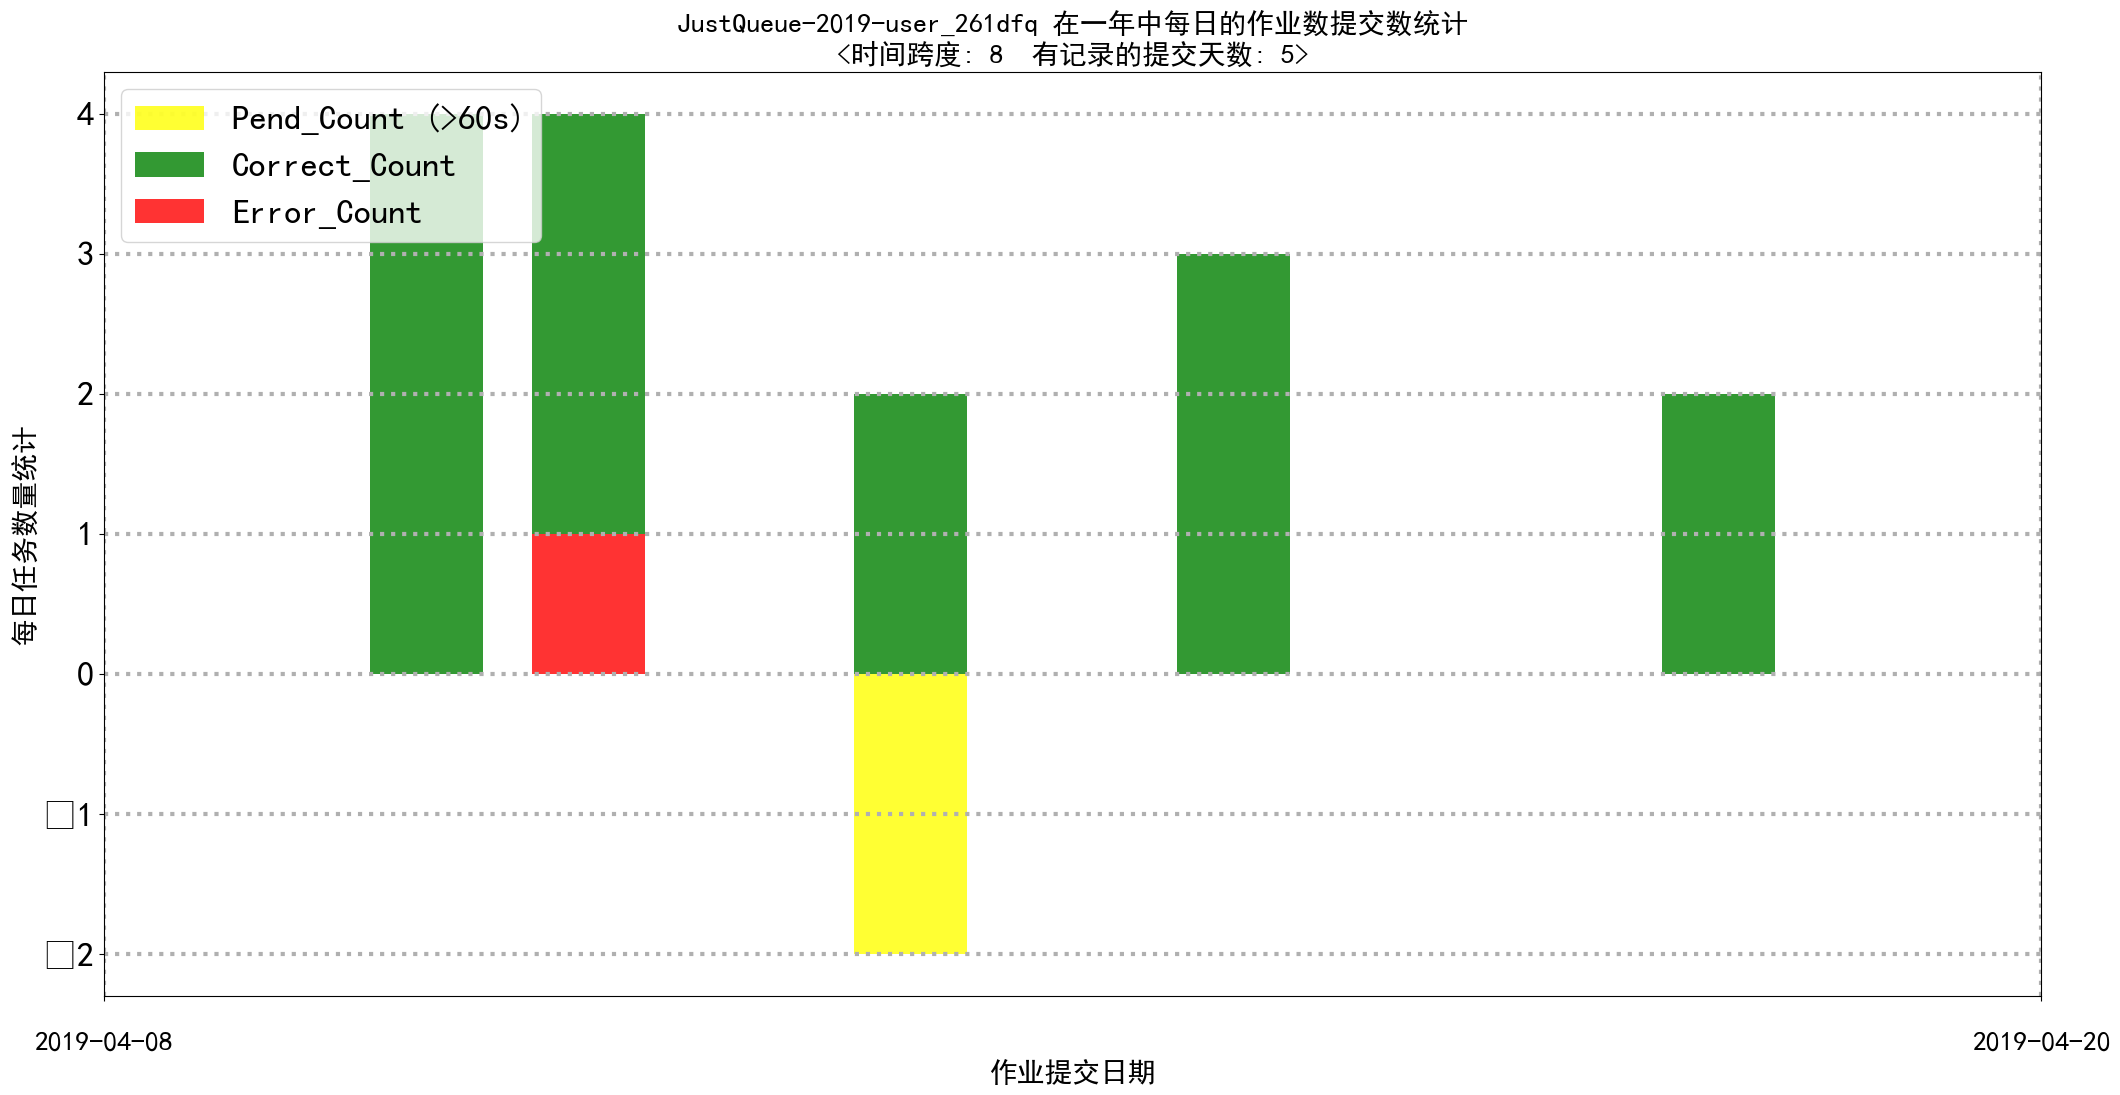 JustQueue-2019-user_261dfq 在一年中每日的作业数提交数统计
<时间跨度: 8  有记录的提交天数: 5>
Pend_Count (>60s)
Correct_Count
Error_Count
4
3
2
1
0
□1
□2
每日任务数量统计
2019-04-08
2019-04-20
作业提交日期